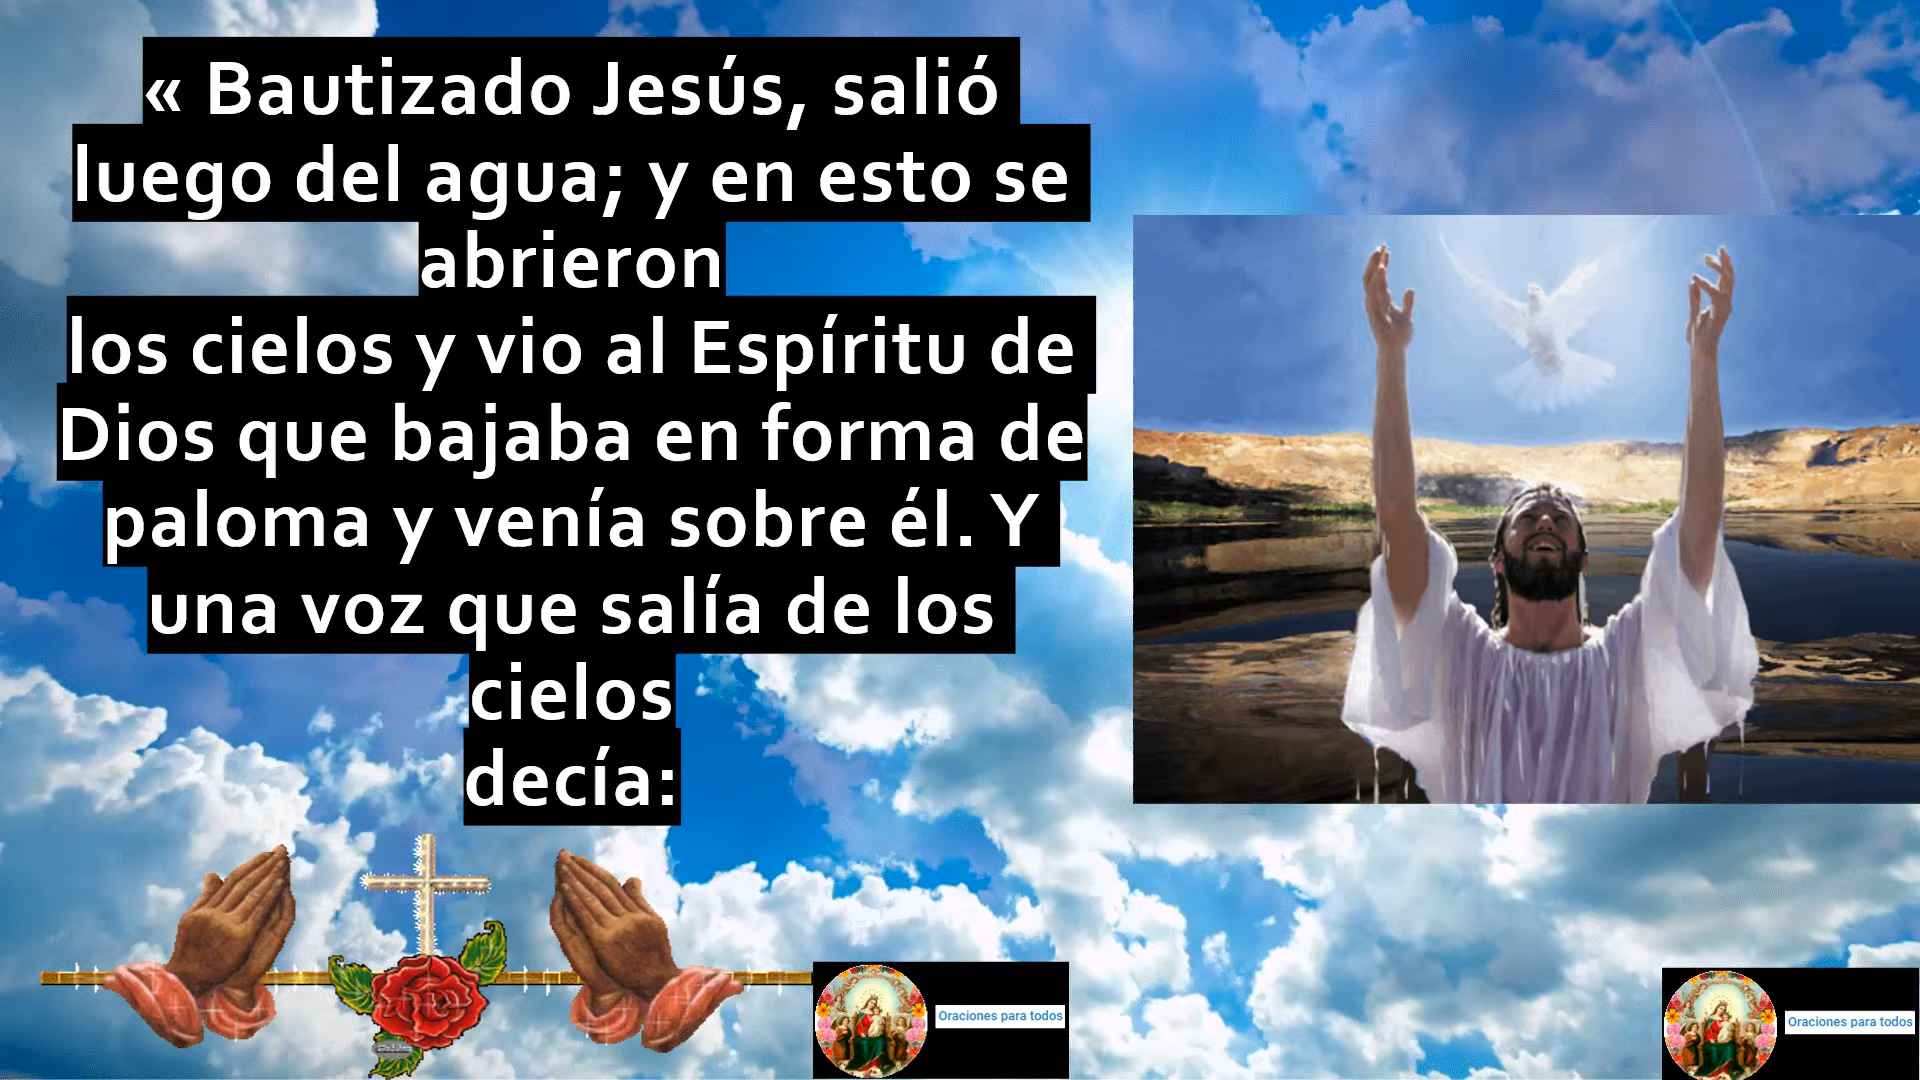 « Bautizado Jesús, salió
luego del agua; y en esto se
abrieron
los cielos y vio al Espíritu de
Dios que bajaba en forma de
paloma y venía sobre él. Y
una voz que salía de los
cielos
decía:
Oraciones para todos
Oraciones para todos